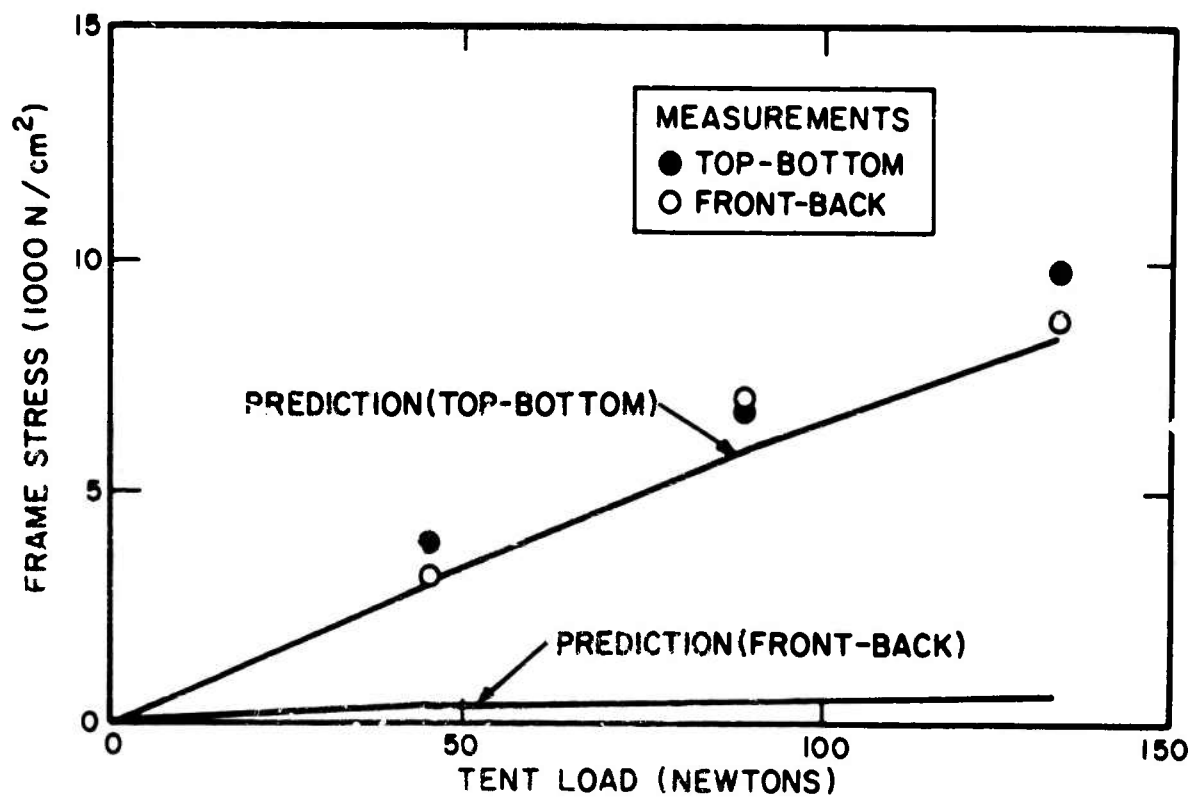 15
10
5
0
FRAME STRESS (1000 N/cm²)
MEASUREMENTS
● TOP-BOTTOM
○ FRONT-BACK
PREDICTION(TOP-BOTTOM)
PREDICTION(FRONT-BACK)
0
50
100
150
TENT LOAD (NEWTONS)